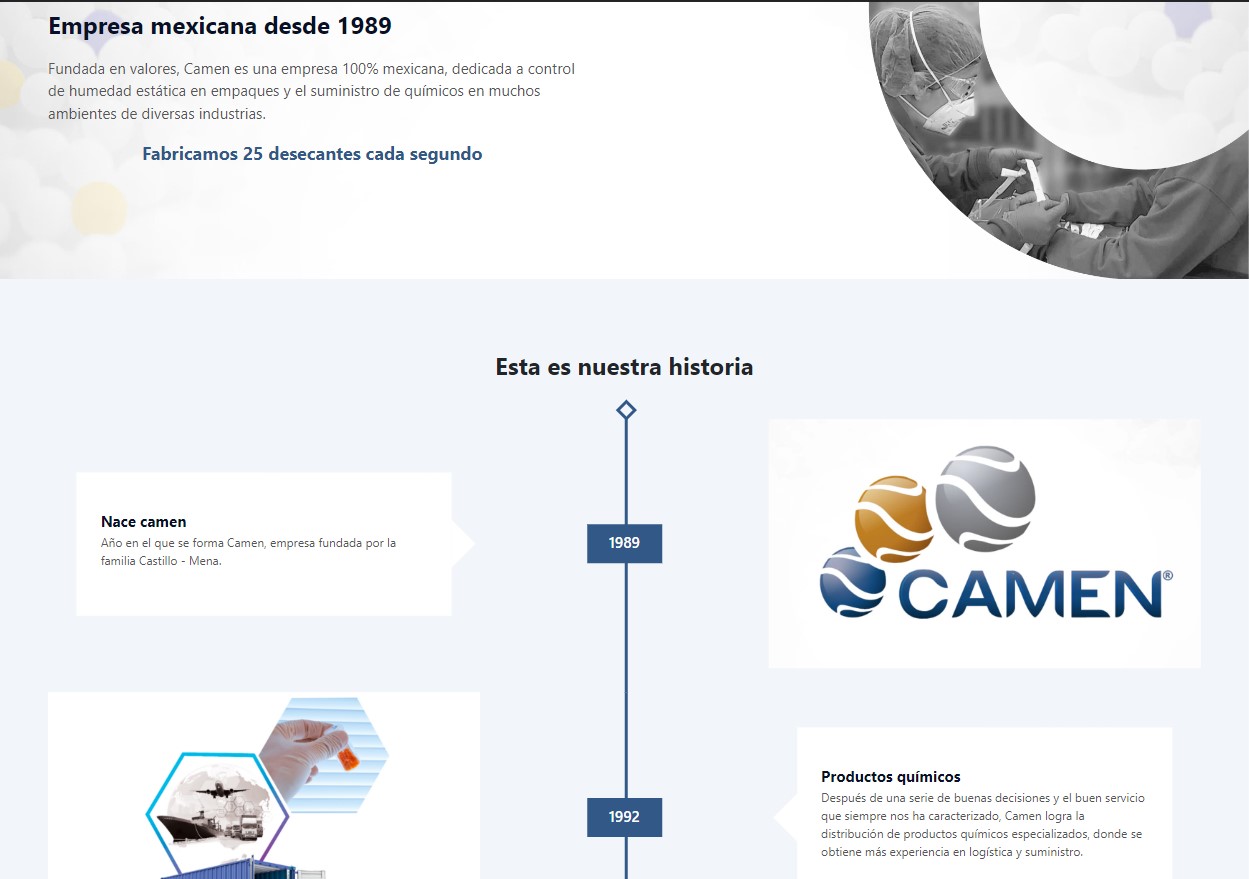 Empresa mexicana desde 1989
Fundada en valores, Camen es una empresa 100% mexicana, dedicada a control
de humedad estática en empaques y el suministro de químicos en muchos
ambientes de diversas industrias.
Fabricamos 25 desecantes cada segundo
Esta es nuestra historia
Nace camen
Año en el que se forma Camen, empresa fundada por la
familia Castillo - Mena.
1989
CAMEN®
1992
Productos químicos
Después de una serie de buenas decisiones y el buen servicio
que siempre nos ha caracterizado, Camen logra la
distribución de productos químicos especializados, donde se
obtiene más experiencia en logística y suministro.